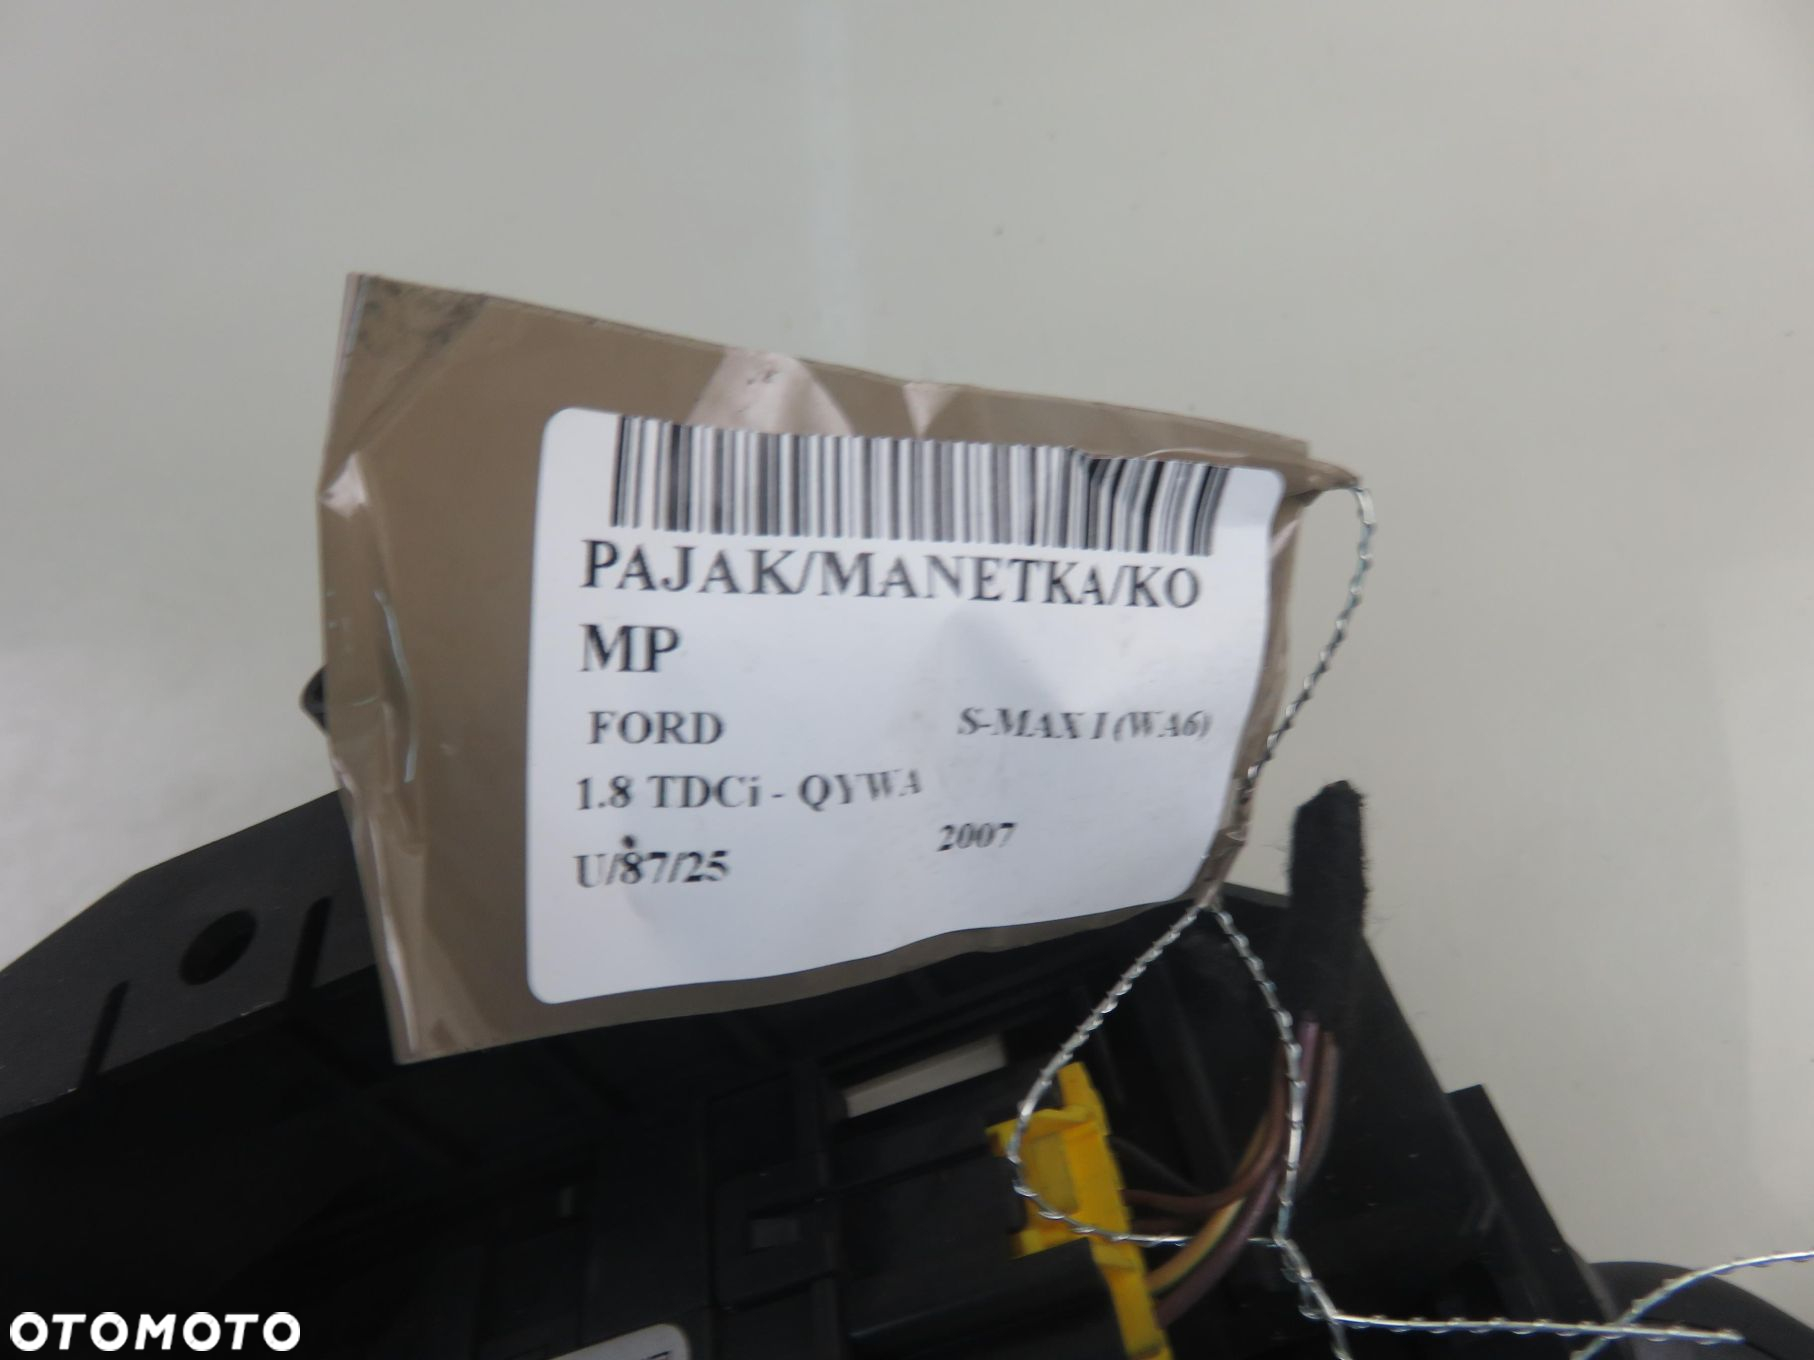 PAJAK/MANETKA/KO
MP
FORD S-MAX I (WA6)
1.8 TDCi - QYWA
2007
U/87/25
OTOMOTO